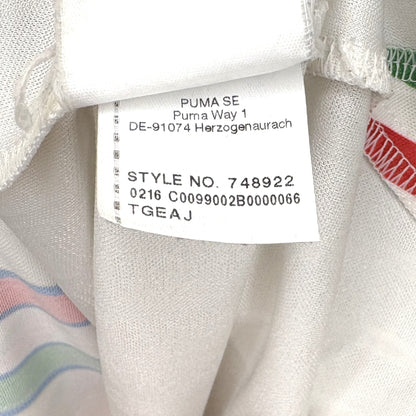 PUMA SE
Puma Way 1
DE-91074 Herzogenaurach
STYLE NO. 748922
0216 C0099002B0000066
TGEAJ